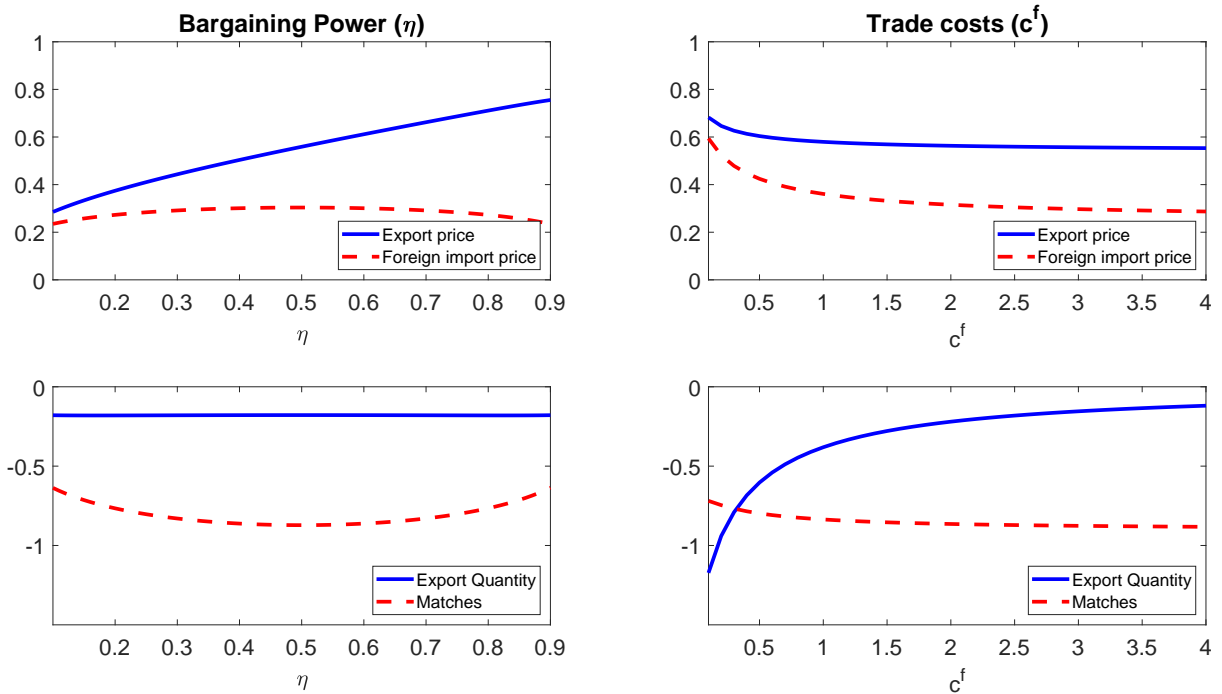 Bargaining Power (η)
1
0.8
0.6
0.4
0.2
0
Export price
Foreign import price
0.2 0.3 0.4 0.5 0.6 0.7 0.8 0.9
η
Trade costs (c^f)
1
0.8
0.6
0.4
0.2
0
Export price
Foreign import price
0.5 1 1.5 2 2.5 3 3.5 4
c^f
0
-0.5
-1
Export Quantity
Matches
0.2 0.3 0.4 0.5 0.6 0.7 0.8 0.9
η
0
-0.5
-1
Export Quantity
Matches
0.5 1 1.5 2 2.5 3 3.5 4
c^f